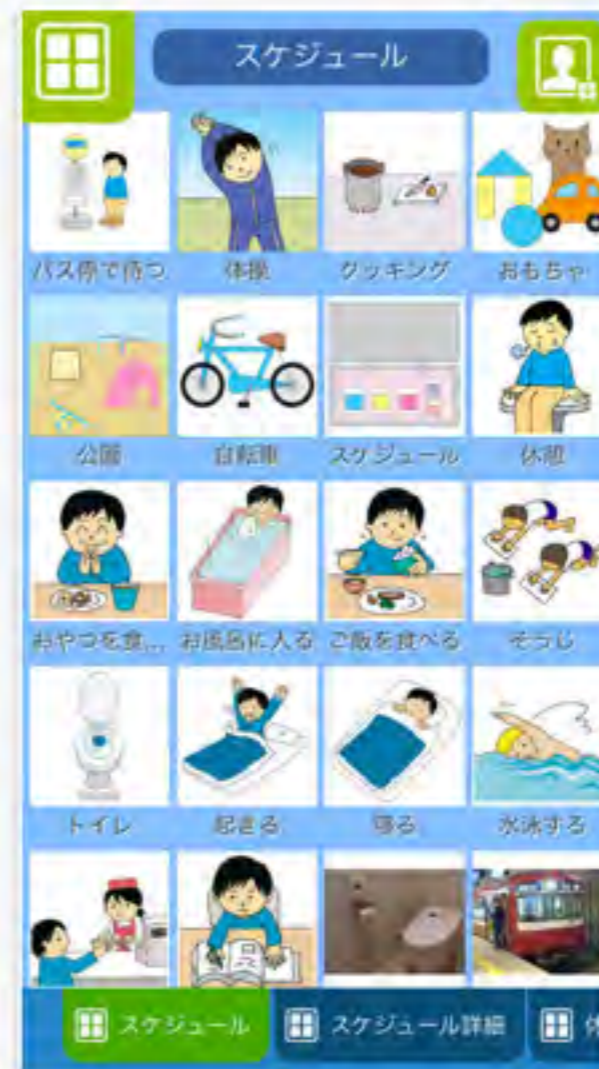 スケジュール
バス停で待つ
体操
クッキング
おもちゃ
公園
自転車
スケジュール
休憩
おやつを食...
お風呂に入る
ご飯を食べる
そうじ
トイレ
起きる
寝る
水泳する
スケジュール
スケジュール詳細